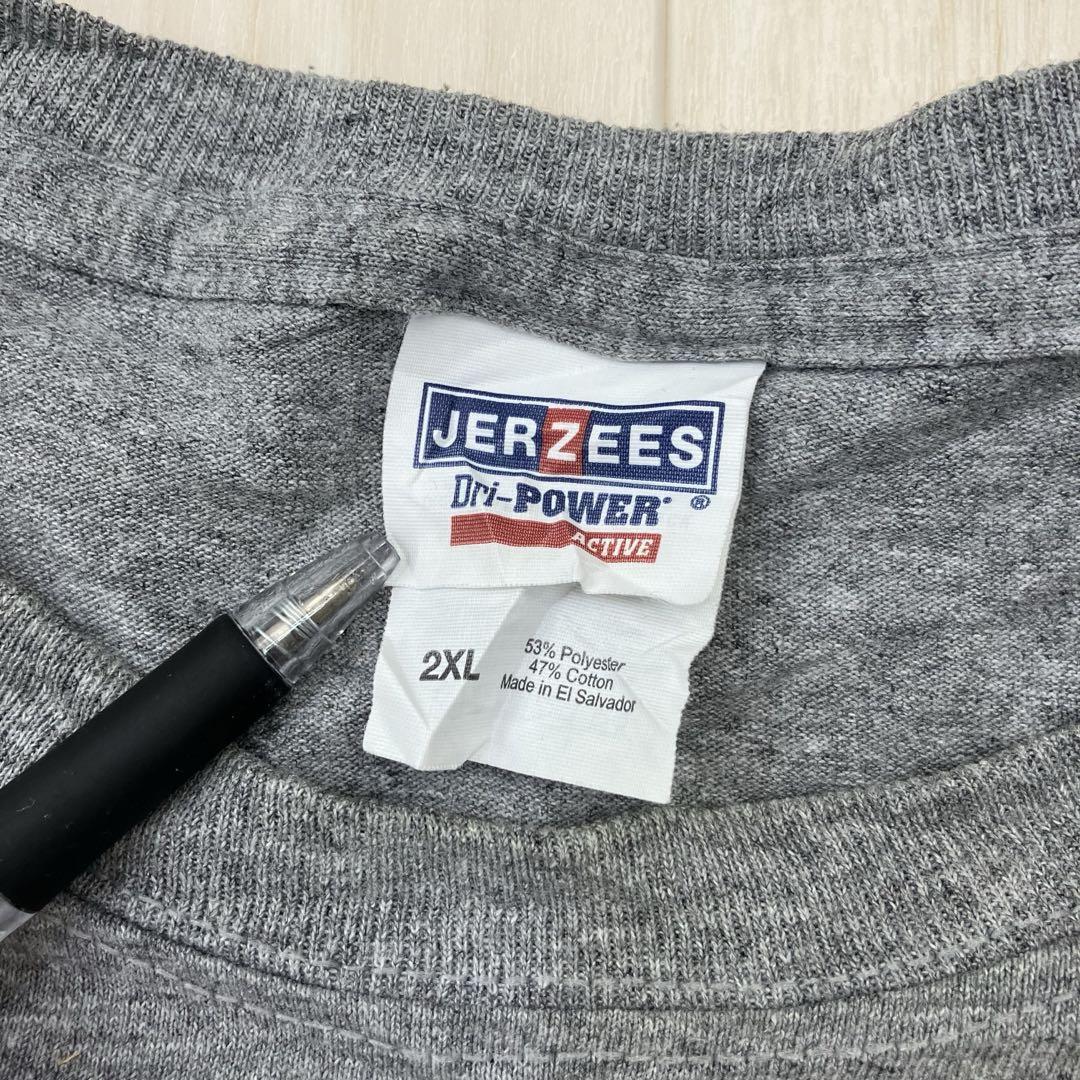 JERZEES
Dri-POWER®
ACTIVE
2XL
53% Polyester
47% Cotton
Made in El Salvador